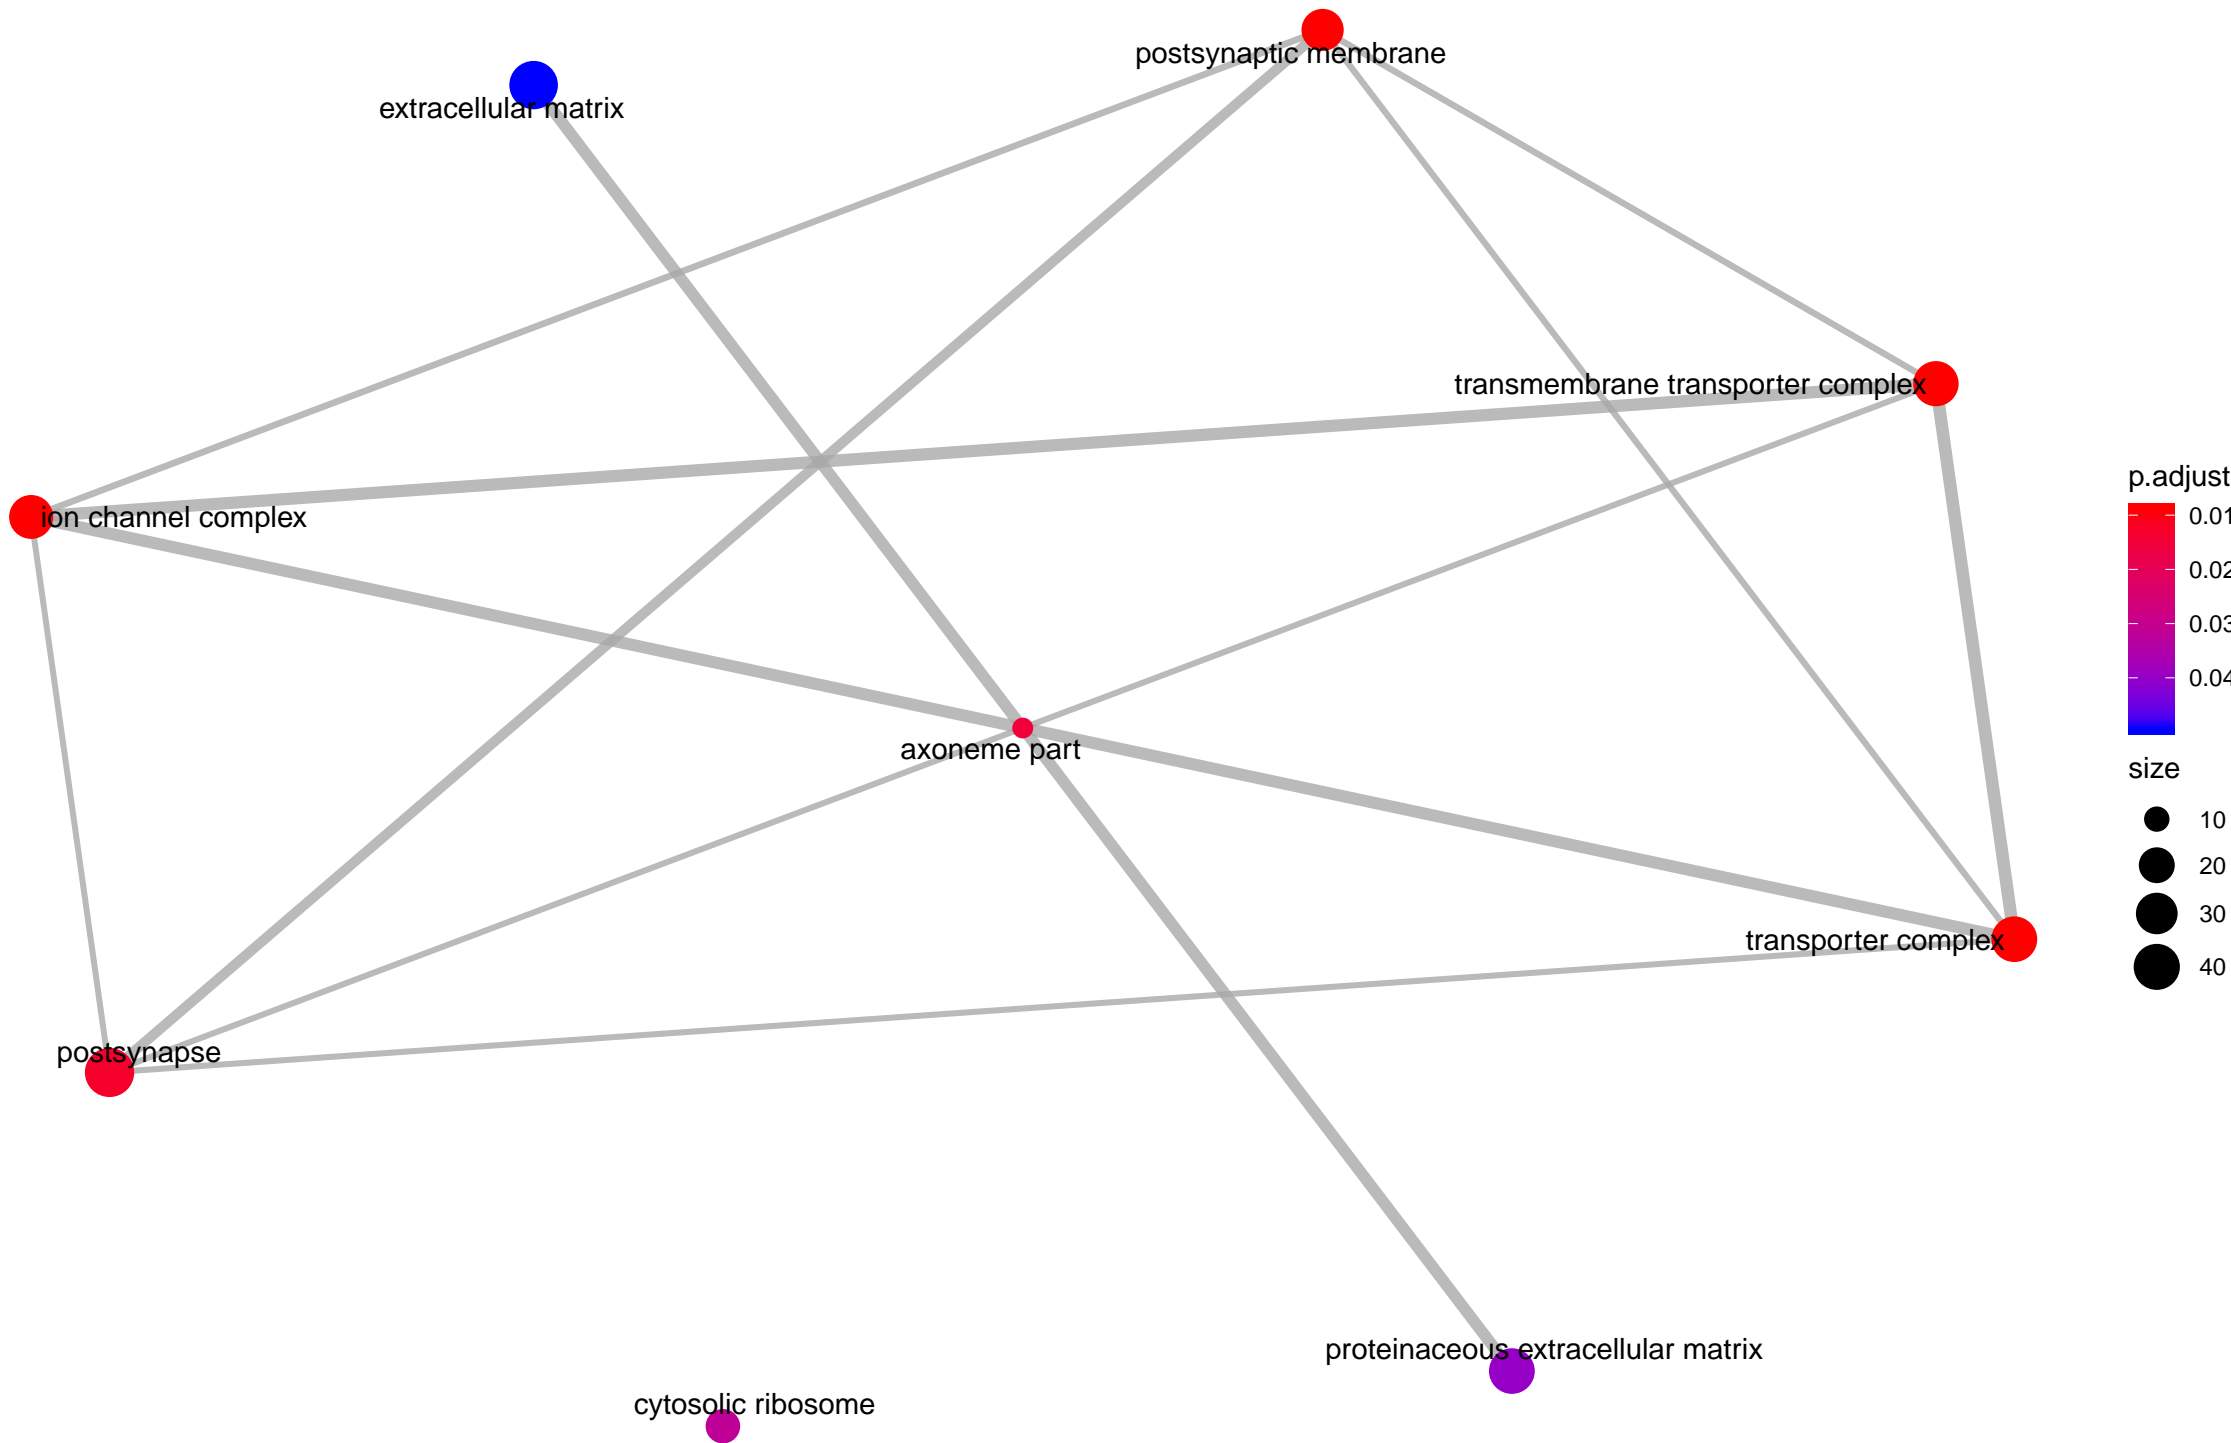 postsynaptic membrane
extracellular matrix
transmembrane transporter complex
ion channel complex
axoneme part
transporter complex
postsynapse
proteinaceous extracellular matrix
cytosolic ribosome
p.adjust
0.01
0.02
0.03
0.04
size
10
20
30
40